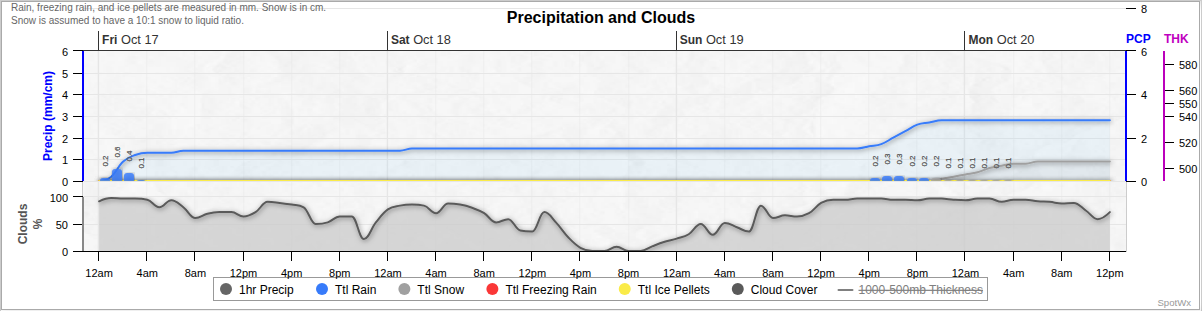 Rain, freezing rain, and ice pellets are measured in mm. Snow is in cm.
Snow is assumed to have a 10:1 snow to liquid ratio.
Precipitation and Clouds
Fri Oct 17
Sat Oct 18
Sun Oct 19
Mon Oct 20
PCP
THK
Precip (mm/cm)
6
5
4
3
2
1
0
8
6
4
2
0
580
560
550
540
520
500
0.2
0.6
0.4
0.1
0.2
0.3
0.3
0.2
0.2
0.2
0.1
0.1
0.1
0.1
0.1
0.1
Clouds
%
100
50
0
12am 4am 8am 12pm 4pm 8pm 12am 4am 8am 12pm 4pm 8pm 12am 4am 8am 12pm 4pm 8pm 12am 4am 8am 12pm
1hr Precip Ttl Rain Ttl Snow Ttl Freezing Rain Ttl Ice Pellets Cloud Cover 1000-500mb Thickness
SpotWx